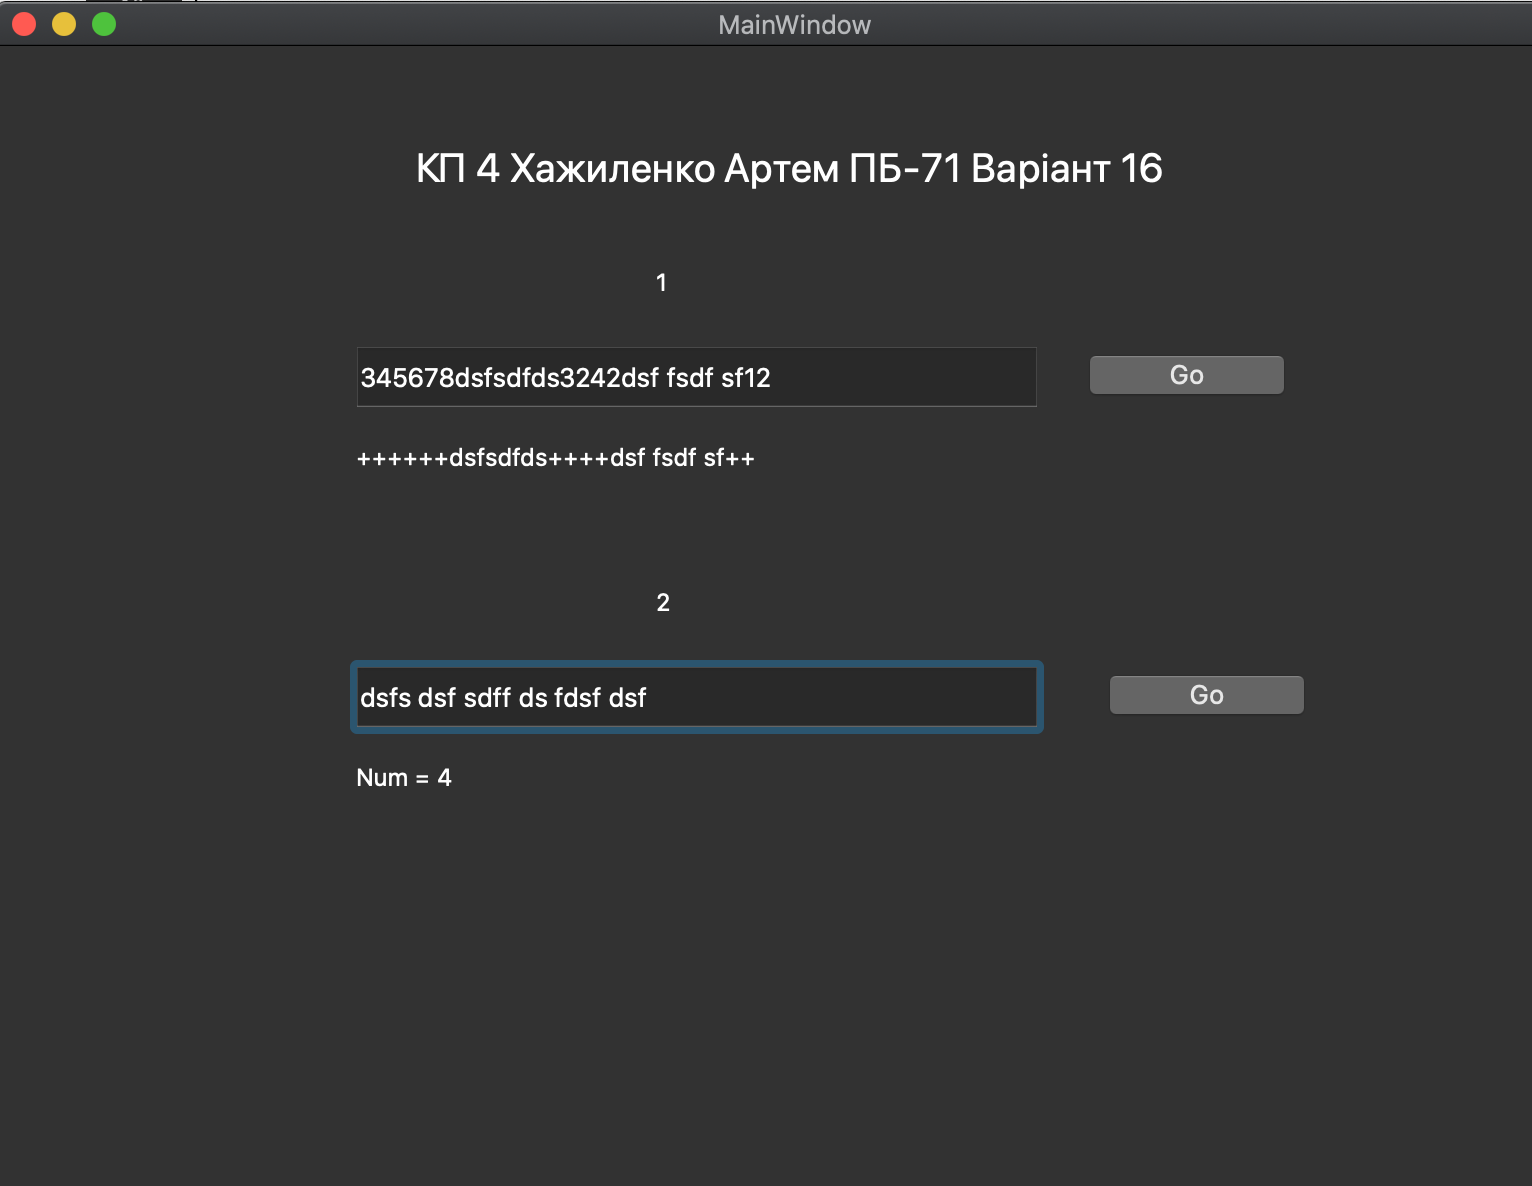 MainWindow
КП 4 Хажиленко Артем ПБ-71 Варіант 16
1
345678dsfsdfds3242dsf fsdf sf12
Go
++++++dsfsdfds++++dsf fsdf sf++
2
dsfs dsf sdff ds fdsf dsf
Go
Num = 4